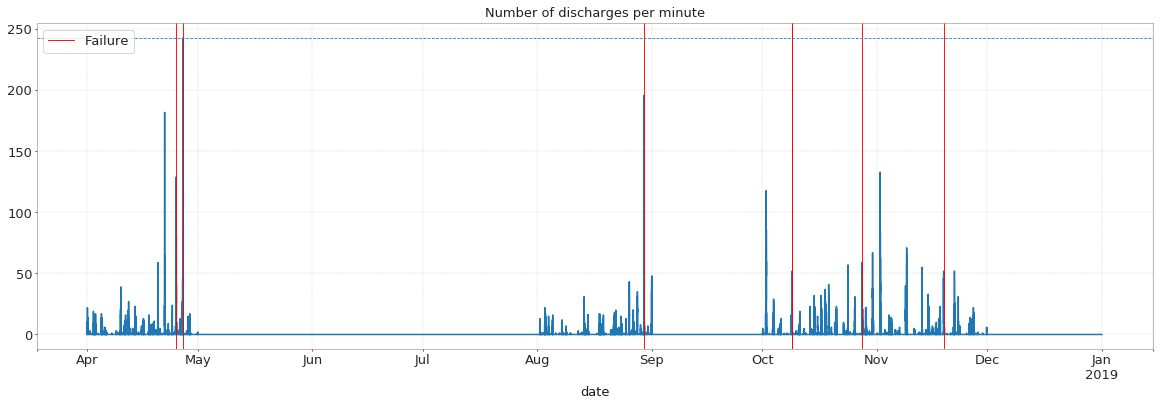 Number of discharges per minute
Failure
250
200
150
100
50
0
Apr May Jun Jul Aug Sep Oct Nov Dec Jan
2019
date